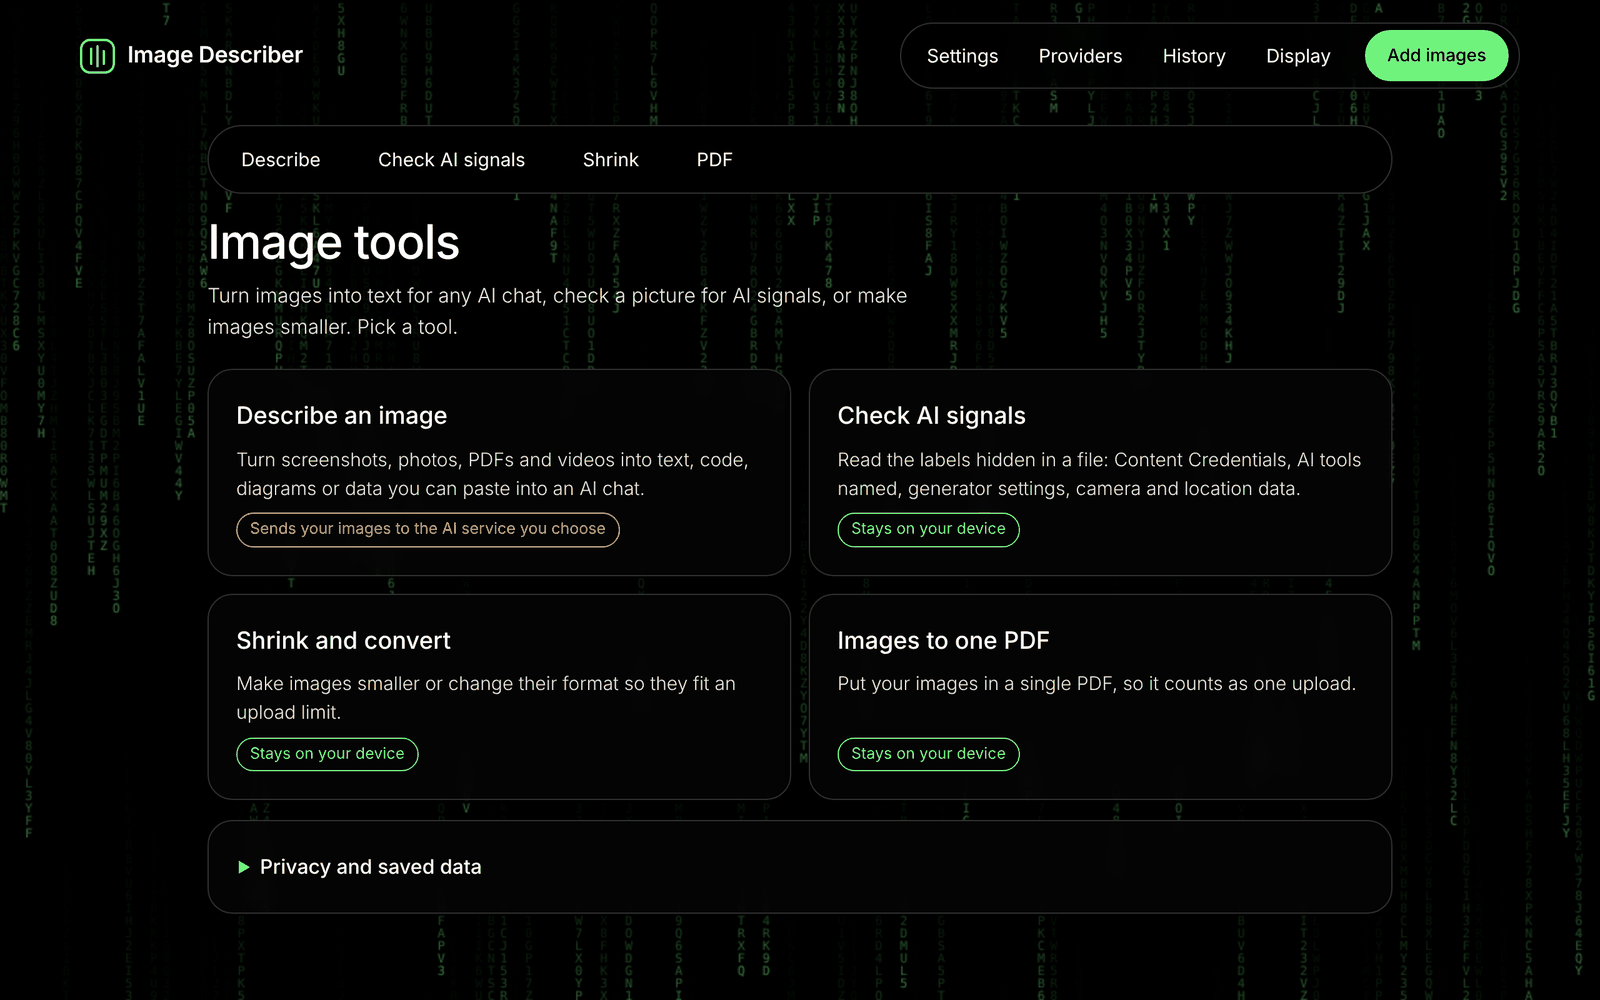 Image Describer
Settings
Providers
History
Display
Add images
Describe
Check AI signals
Shrink
PDF
Image tools
Turn images into text for any AI chat, check a picture for AI signals, or make
images smaller. Pick a tool.
Describe an image
Turn screenshots, photos, PDFs and videos into text, code,
diagrams or data you can paste into an AI chat.
Sends your images to the AI service you choose
Check AI signals
Read the labels hidden in a file: Content Credentials, AI tools
named, generator settings, camera and location data.
Stays on your device
Shrink and convert
Make images smaller or change their format so they fit an
upload limit.
Stays on your device
Images to one PDF
Put your images in a single PDF, so it counts as one upload.
Stays on your device
Privacy and saved data